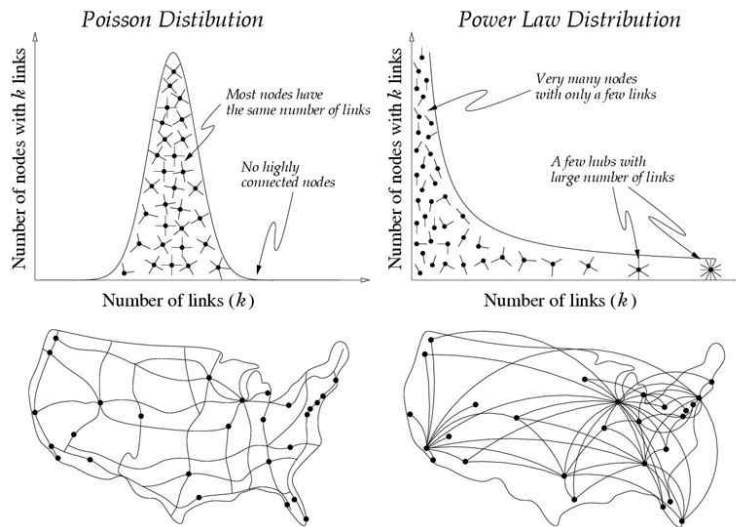 Poisson Distibution
Number of nodes with k links
Most nodes have
the same number of links
No highly
connected nodes
Number of links (k)
Power Law Distribution
Number of nodes with k links
Very many nodes
with only a few links
A few hubs with
large number of links
Number of links (k)